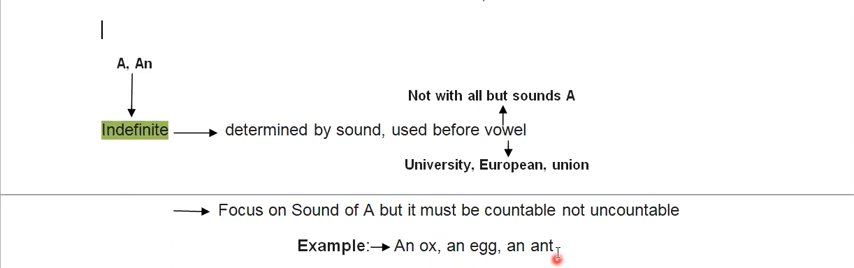 A, An
Not with all but sounds A
Indefinite determined by sound, used before vowel
University, European, union
Focus on Sound of A but it must be countable not uncountable
Example: An ox, an egg, an ant